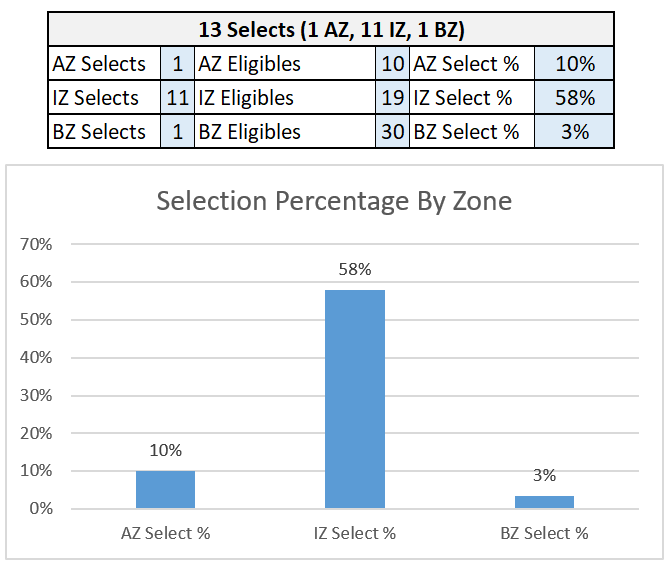 13 Selects (1 AZ, 11 IZ, 1 BZ)
AZ Selects 1 AZ Eligibles 10 AZ Select % 10%
IZ Selects 11 IZ Eligibles 19 IZ Select % 58%
BZ Selects 1 BZ Eligibles 30 BZ Select % 3%
Selection Percentage By Zone
70%
60%
58%
50%
40%
30%
20%
10%
10%
3%
0%
AZ Select % IZ Select % BZ Select %